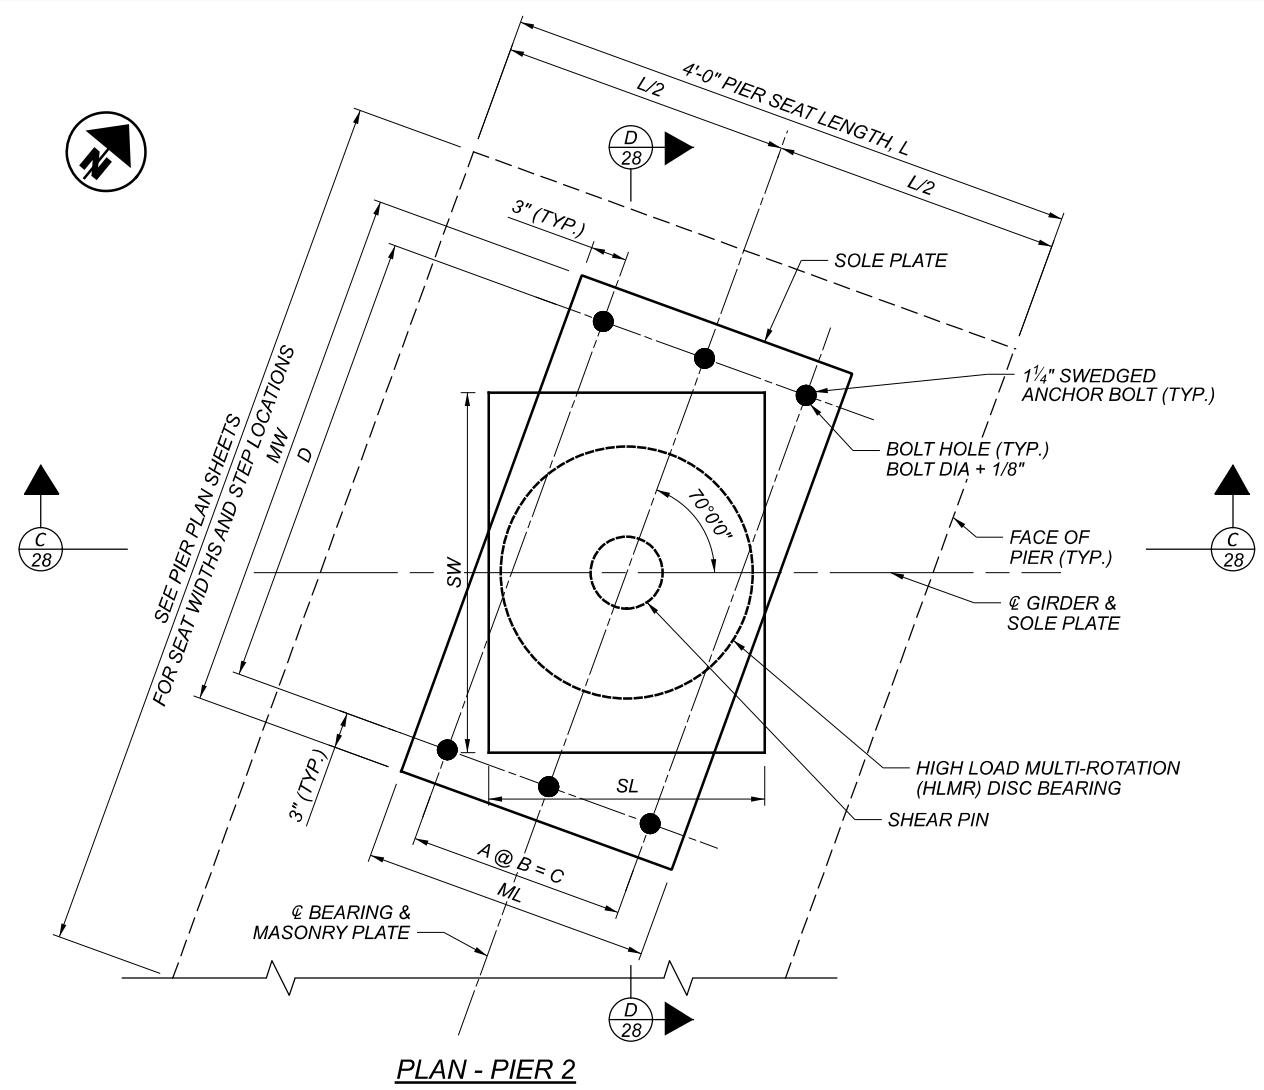 4'-0" PIER SEAT LENGTH, L
L/2
L/2
D
28
N
3" (TYP.)
SOLE PLATE
1¼" SWEDGED
ANCHOR BOLT (TYP.)
BOLT HOLE (TYP.)
BOLT DIA + 1/8"
SEE PIER PLAN SHEETS
FOR SEAT WIDTHS AND STEP LOCATIONS
MW
D
70°0'0"
C
28
SW
FACE OF
PIER (TYP.)
C
28
℄ GIRDER &
SOLE PLATE
HIGH LOAD MULTI-ROTATION
(HLMR) DISC BEARING
SHEAR PIN
3" (TYP.)
SL
A @ B = C
ML
℄ BEARING &
MASONRY PLATE
D
28
PLAN - PIER 2